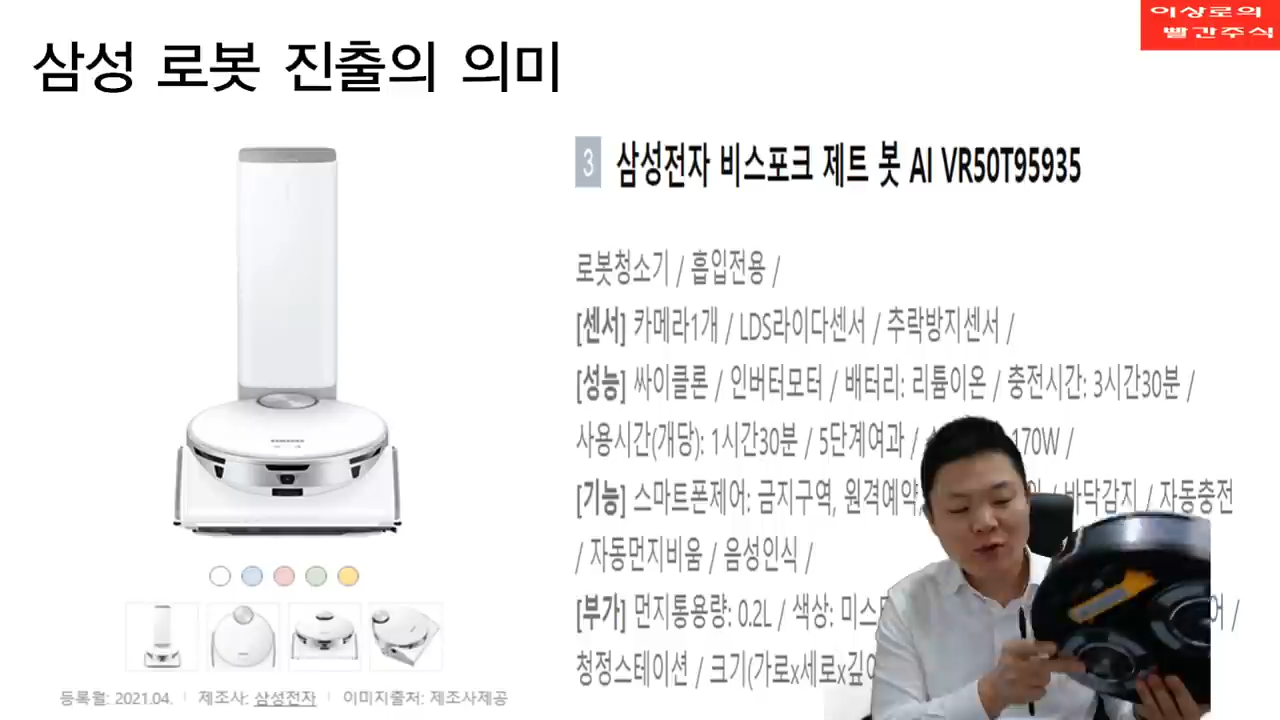 이상로의
빨간주식
삼성 로봇 진출의 의미
3 삼성전자 비스포크 제트 봇 AI VR50T95935
로봇청소기 / 흡입전용 /
[센서] 카메라1개 / LDS라이다센서 / 추락방지센서 /
[성능] 싸이클론 / 인버터모터 / 배터리: 리튬이온 / 충전시간: 3시간30분 /
사용시간(개당): 1시간30분 / 5단계여과 / 170W /
[기능] 스마트폰제어: 금지구역, 원격예약, / 바닥감지 / 자동충전
/ 자동먼지비움 / 음성인식 /
[부가] 먼지통용량: 0.2L / 색상: /
청정스테이션 / 크기(가로x세로x
등록월: 2021.04. 제조사: 삼성전자 이미지출처: 제조사제공